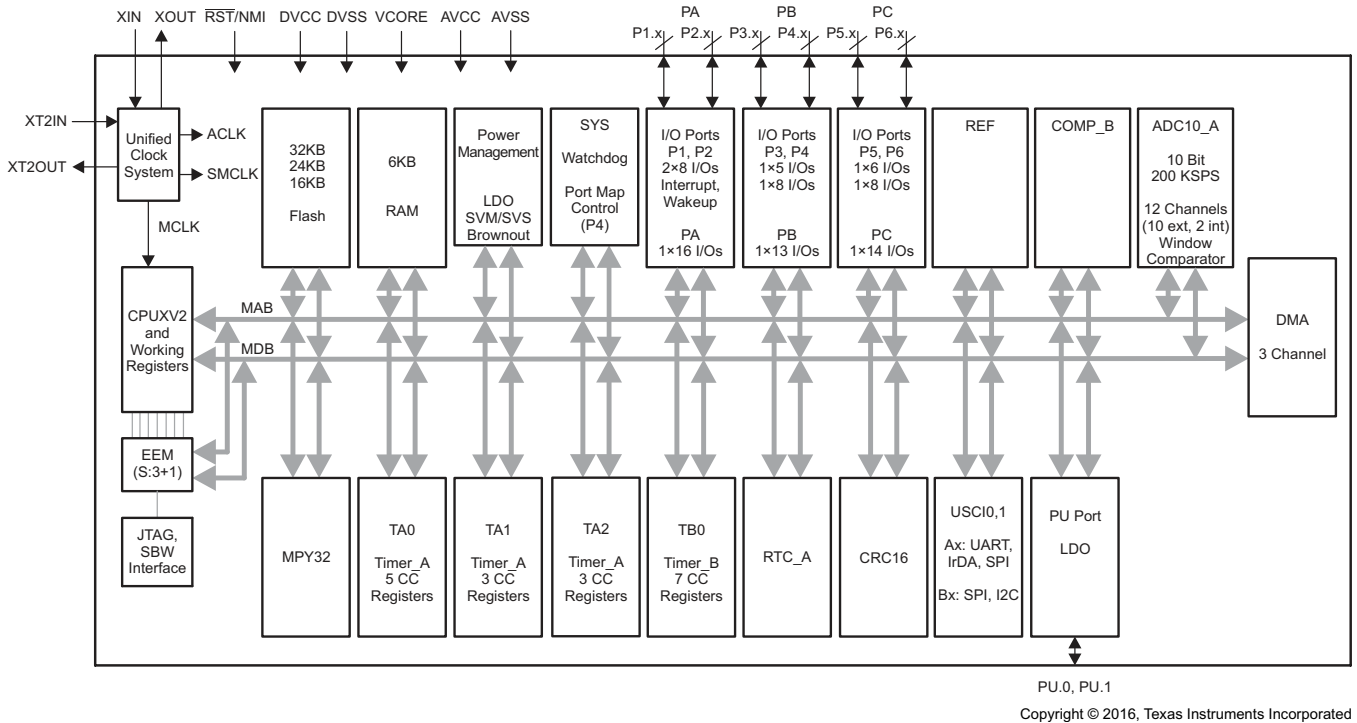 XIN XOUT RST/NMI DVCC DVSS VCORE AVCC AVSS
PA PB PC
P1.x P2.x P3.x P4.x P5.x P6.x
XT2IN
XT2OUT
Unified
Clock
System
ACLK
SMCLK
MCLK
32KB
24KB
16KB
Flash
6KB
RAM
Power
Management
LDO
SVM/SVS
Brownout
SYS
Watchdog
Port Map
Control
(P4)
I/O Ports
P1, P2
2×8 I/Os
Interrupt,
Wakeup
PA
1×16 I/Os
I/O Ports
P3, P4
1×5 I/Os
1×8 I/Os
PB
1×13 I/Os
I/O Ports
P5, P6
1×6 I/Os
1×8 I/Os
PC
1×14 I/Os
REF
COMP_B
ADC10_A
10 Bit
200 KSPS
12 Channels
(10 ext, 2 int)
Window
Comparator
CPUXV2
and
Working
Registers
MAB
MDB
DMA
3 Channel
EEM
(S:3+1)
JTAG,
SBW
Interface
MPY32
TA0
Timer_A
5 CC
Registers
TA1
Timer_A
3 CC
Registers
TA2
Timer_A
3 CC
Registers
TB0
Timer_B
7 CC
Registers
RTC_A
CRC16
USCI0,1
Ax: UART,
IrDA, SPI
Bx: SPI, I2C
PU Port
LDO
PU.0, PU.1
Copyright © 2016, Texas Instruments Incorporated